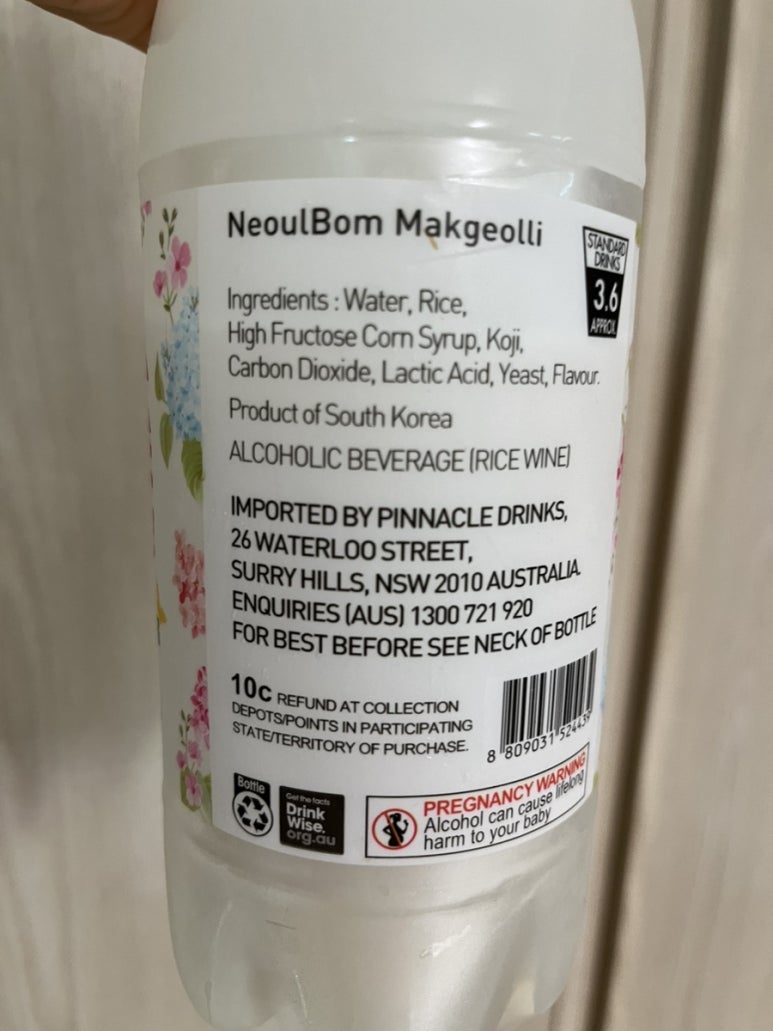 NeoulBom Makgeolli
STANDARD
DRINKS
3.6
APPROX.
Ingredients : Water, Rice,
High Fructose Corn Syrup, Koji,
Carbon Dioxide, Lactic Acid, Yeast, Flavour.
Product of South Korea
ALCOHOLIC BEVERAGE (RICE WINE)
IMPORTED BY PINNACLE DRINKS,
26 WATERLOO STREET,
SURRY HILLS, NSW 2010 AUSTRALIA.
ENQUIRIES (AUS) 1300 721 920
FOR BEST BEFORE SEE NECK OF BOTTLE
10c REFUND AT COLLECTION
DEPOTS/POINTS IN PARTICIPATING
STATE/TERRITORY OF PURCHASE.
8 809031 524439
Bottle
Get the facts
Drink
Wise.
org.au
PREGNANCY WARNING
Alcohol can cause lifelong
harm to your baby